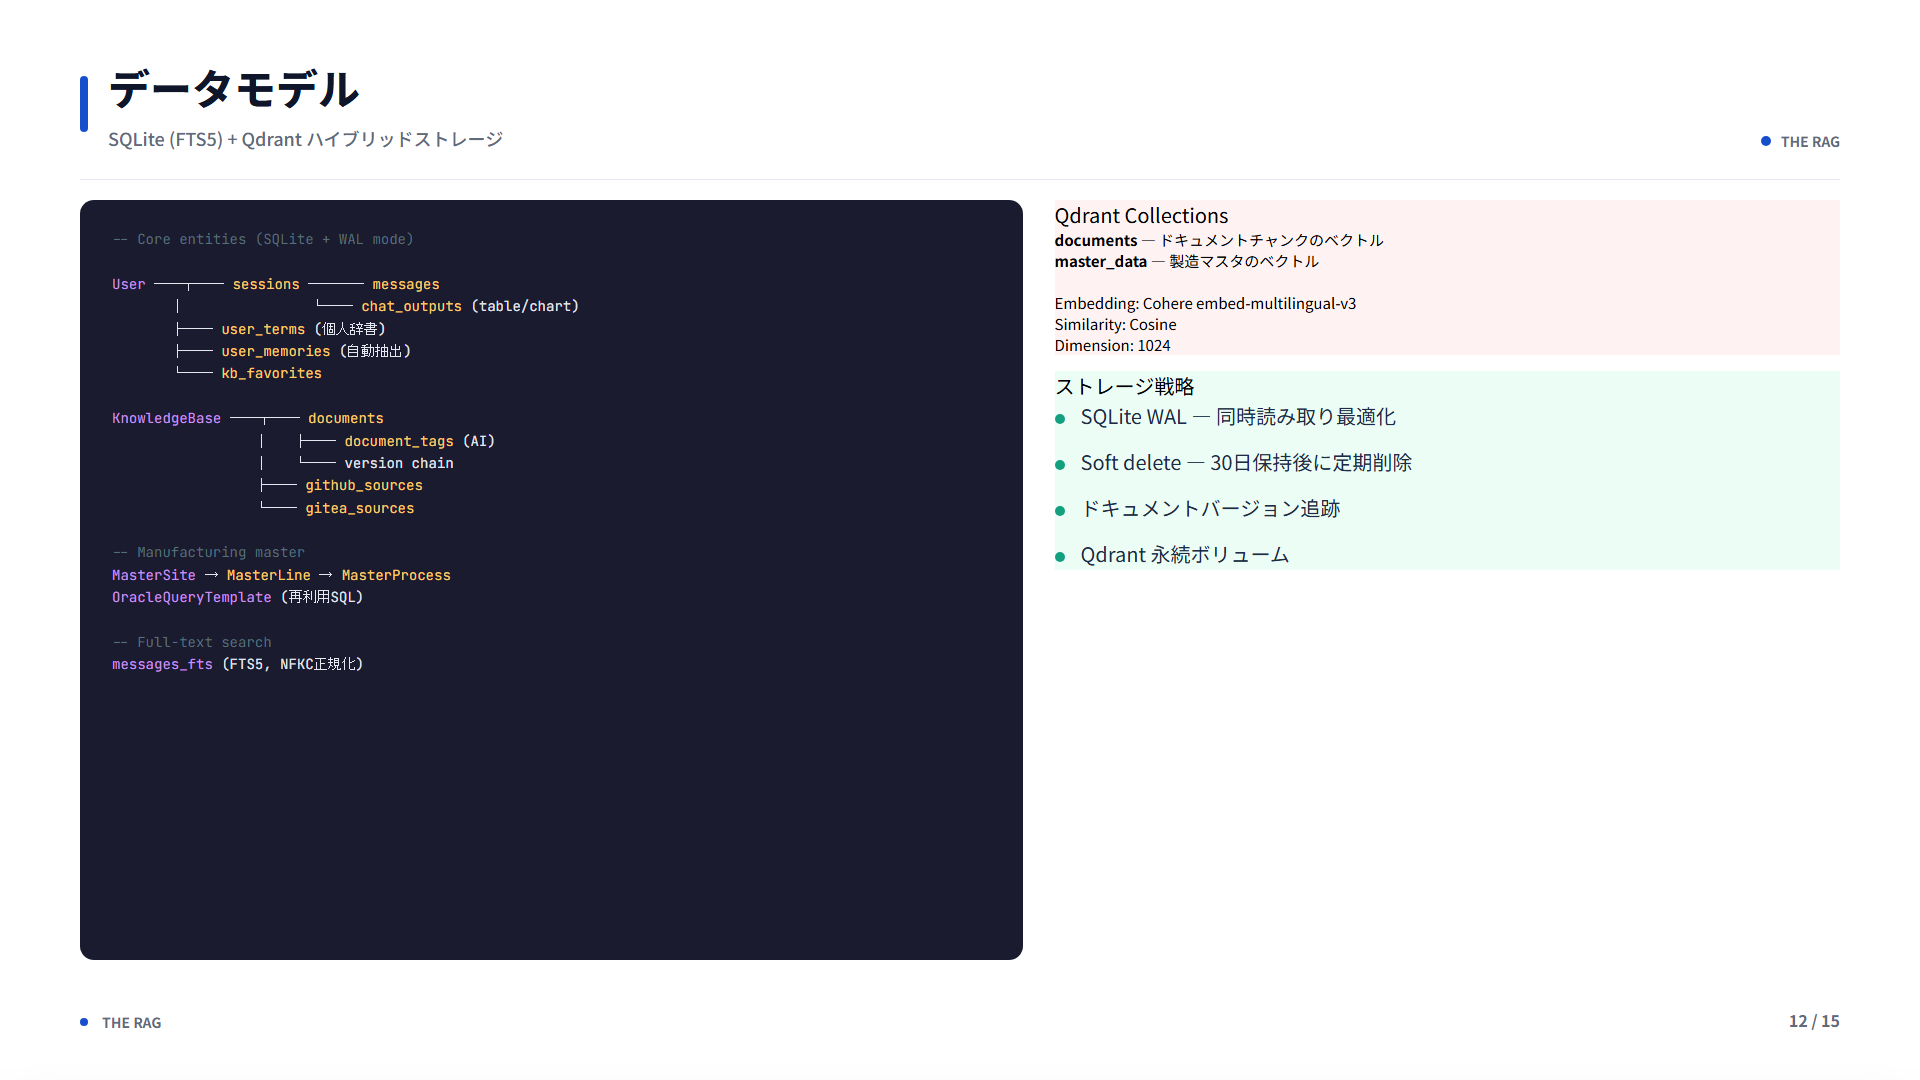 データモデル
SQLite (FTS5) + Qdrant ハイブリッドストレージ
THE RAG
-- Core entities (SQLite + WAL mode)
User ───┬─── sessions ────── messages
│ └─── chat_outputs (table/chart)
├─── user_terms (個人辞書)
├─── user_memories (自動抽出)
└─── kb_favorites
KnowledgeBase ───┬─── documents
│ ├─── document_tags (AI)
│ └─── version chain
├─── github_sources
└─── gitea_sources
-- Manufacturing master
MasterSite → MasterLine → MasterProcess
OracleQueryTemplate (再利用SQL)
-- Full-text search
messages_fts (FTS5, NFKC正規化)
Qdrant Collections
documents — ドキュメントチャンクのベクトル
master_data — 製造マスタのベクトル
Embedding: Cohere embed-multilingual-v3
Similarity: Cosine
Dimension: 1024
ストレージ戦略
SQLite WAL — 同時読み取り最適化
Soft delete — 30日保持後に定期削除
ドキュメントバージョン追跡
Qdrant 永続ボリューム
THE RAG
12 / 15